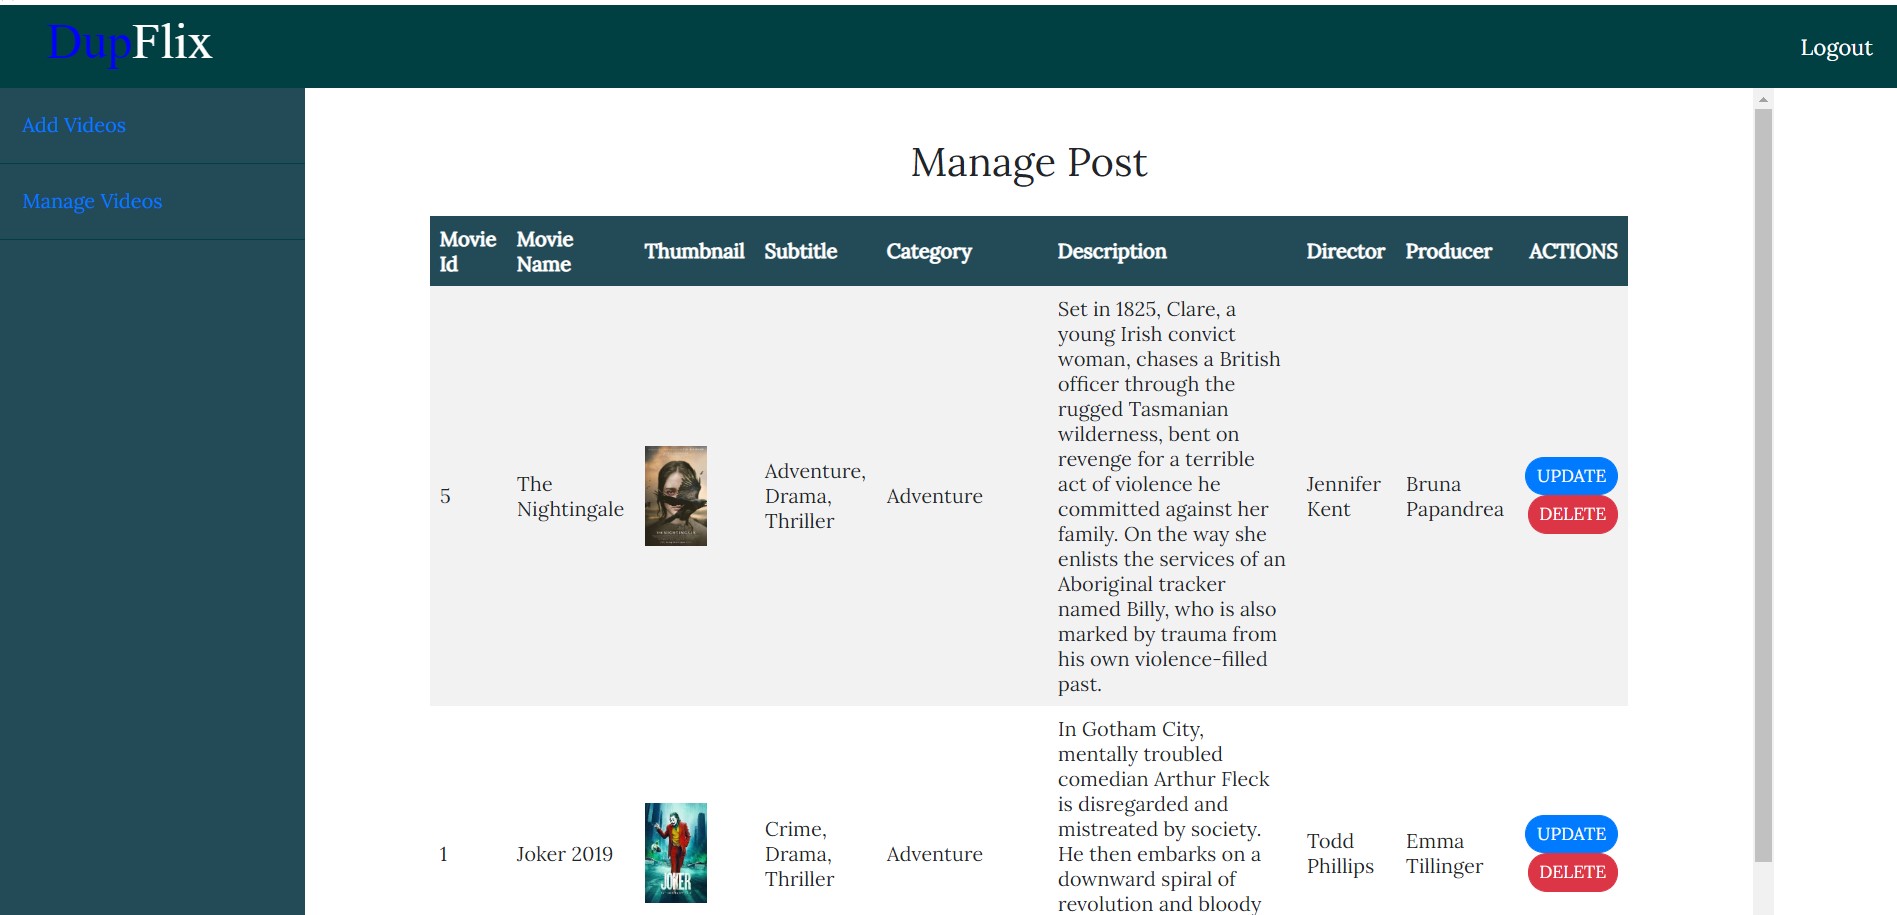 DupFlix
Logout
Add Videos
Manage Videos
Manage Post
Movie Id
Movie Name
Thumbnail
Subtitle
Category
Description
Director
Producer
ACTIONS
5
The
Nightingale
Adventure,
Drama,
Thriller
Adventure
Set in 1825, Clare, a
young Irish convict
woman, chases a British
officer through the
rugged Tasmanian
wilderness, bent on
revenge for a terrible
act of violence he
committed against her
family. On the way she
enlists the services of an
Aboriginal tracker
named Billy, who is also
marked by trauma from
his own violence-filled
past.
Jennifer
Kent
Bruna
Papandrea
UPDATE
DELETE
1
Joker 2019
JOKER
Crime,
Drama,
Thriller
Adventure
In Gotham City,
mentally troubled
comedian Arthur Fleck
is disregarded and
mistreated by society.
He then embarks on a
downward spiral of
revolution and bloody
Todd
Phillips
Emma
Tillinger
UPDATE
DELETE